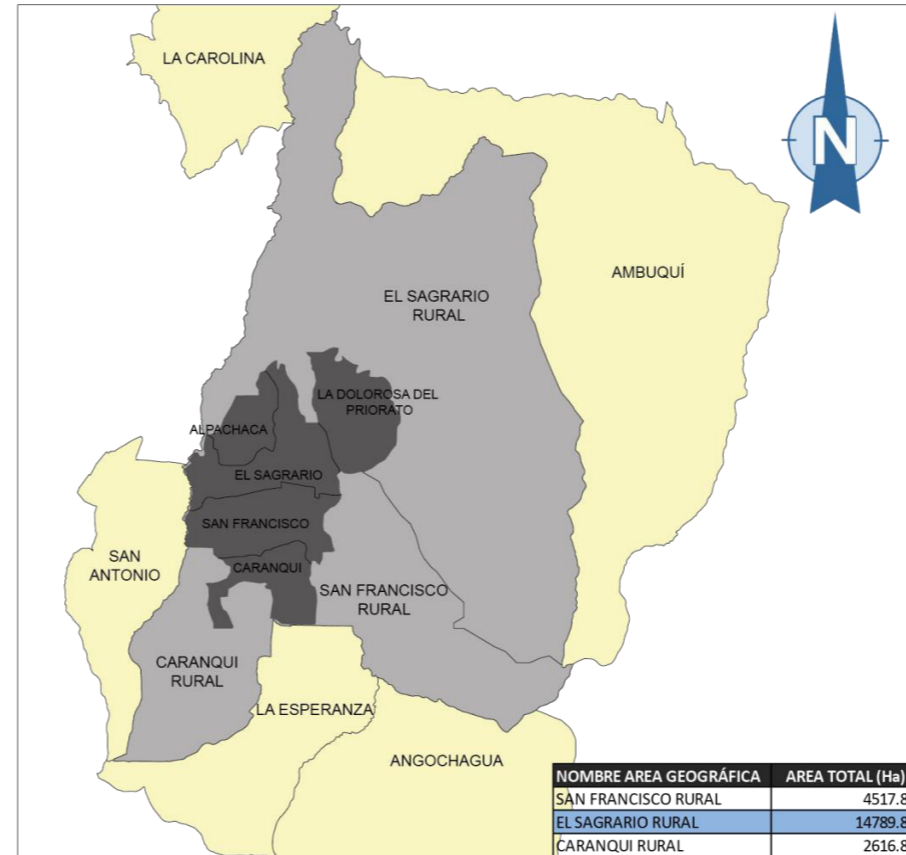 LA CAROLINA
N
AMBUQUÍ
EL SAGRARIO
RURAL
LA DOLOROSA DEL
PRIORATO
ALPACHACA
EL SAGRARIO
SAN FRANCISCO
SAN
ANTONIO
CARANQUI
SAN FRANCISCO
RURAL
CARANQUI
RURAL
LA ESPERANZA
ANGOCHAGUA
NOMBRE AREA GEOGRÁFICA AREA TOTAL (Ha)
SAN FRANCISCO RURAL 4517.8
EL SAGRARIO RURAL 14789.8
CARANQUI RURAL 2616.8